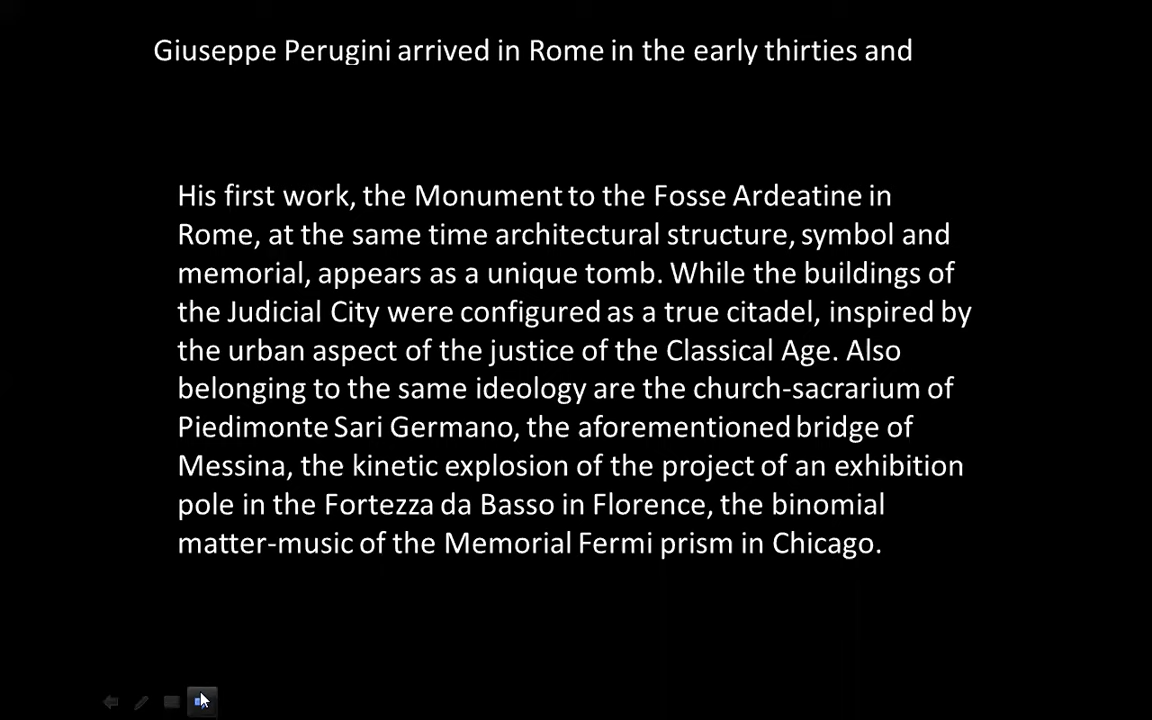 Giuseppe Perugini arrived in Rome in the early thirties and
His first work, the Monument to the Fosse Ardeatine in
Rome, at the same time architectural structure, symbol and
memorial, appears as a unique tomb. While the buildings of
the Judicial City were configured as a true citadel, inspired by
the urban aspect of the justice of the Classical Age. Also
belonging to the same ideology are the church-sacrarium of
Piedimonte Sari Germano, the aforementioned bridge of
Messina, the kinetic explosion of the project of an exhibition
pole in the Fortezza da Basso in Florence, the binomial
matter-music of the Memorial Fermi prism in Chicago.